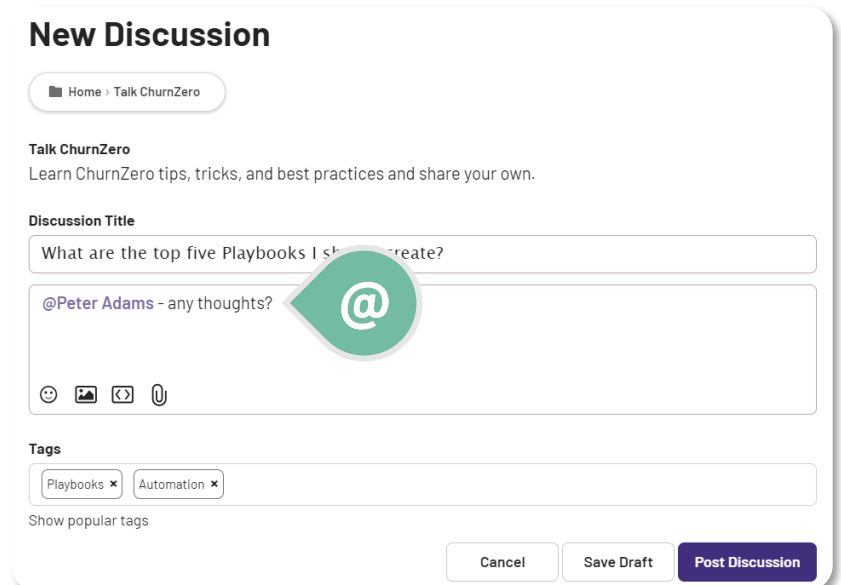 New Discussion
Home › Talk ChurnZero
Talk ChurnZero
Learn ChurnZero tips, tricks, and best practices and share your own.
Discussion Title
What are the top five Playbooks I create?
@Peter Adams - any thoughts?
@
Tags
Playbooks ×
Automation ×
Show popular tags
Cancel
Save Draft
Post Discussion